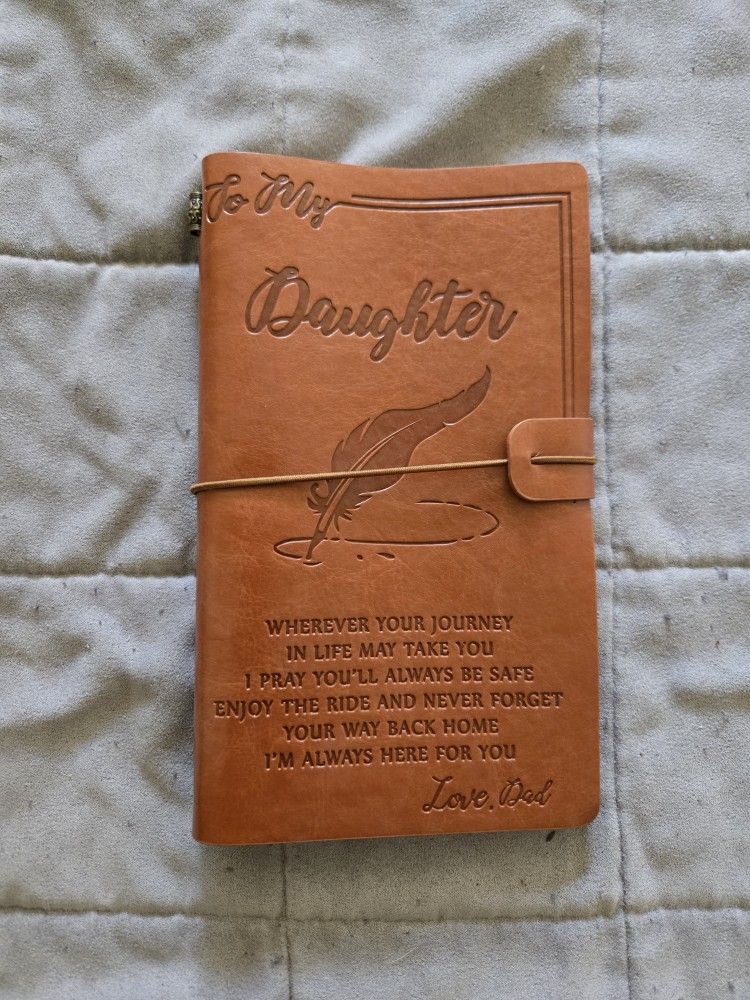 To My
Daughter
WHEREVER YOUR JOURNEY
IN LIFE MAY TAKE YOU
I PRAY YOU'LL ALWAYS BE SAFE
ENJOY THE RIDE AND NEVER FORGET
YOUR WAY BACK HOME
I'M ALWAYS HERE FOR YOU
Love, Dad